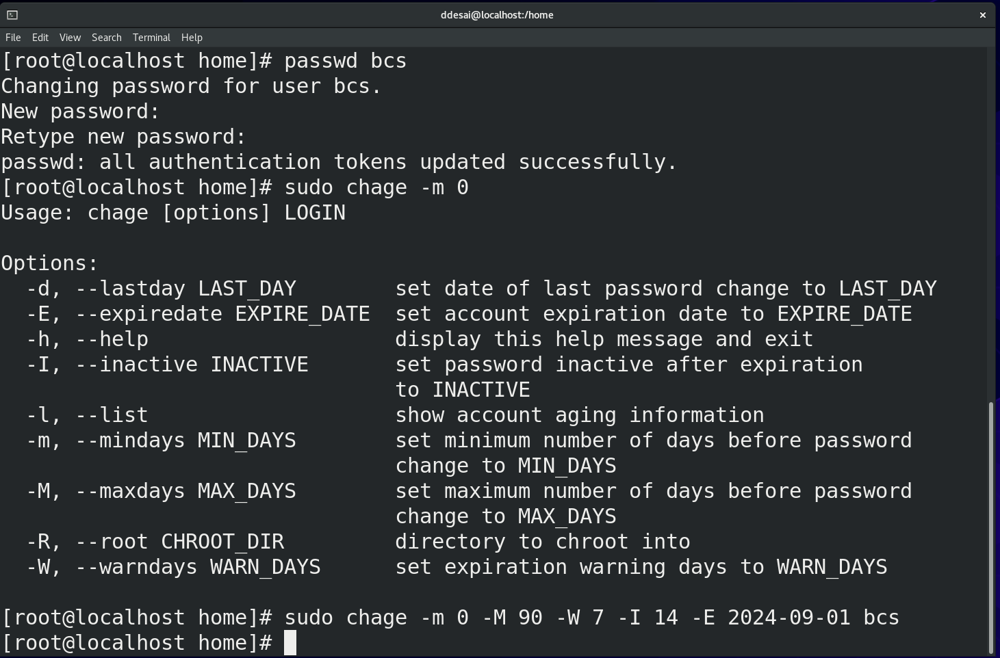 ddesai@localhost:/home
File Edit View Search Terminal Help
[root@localhost home]# passwd bcs
Changing password for user bcs.
New password:
Retype new password:
passwd: all authentication tokens updated successfully.
[root@localhost home]# sudo chage -m 0
Usage: chage [options] LOGIN

Options:
  -d, --lastday LAST_DAY        set date of last password change to LAST_DAY
  -E, --expiredate EXPIRE_DATE  set account expiration date to EXPIRE_DATE
  -h, --help                    display this help message and exit
  -I, --inactive INACTIVE       set password inactive after expiration
                                to INACTIVE
  -l, --list                    show account aging information
  -m, --mindays MIN_DAYS        set minimum number of days before password
                                change to MIN_DAYS
  -M, --maxdays MAX_DAYS        set maximum number of days before password
                                change to MAX_DAYS
  -R, --root CHROOT_DIR         directory to chroot into
  -W, --warndays WARN_DAYS      set expiration warning days to WARN_DAYS

[root@localhost home]# sudo chage -m 0 -M 90 -W 7 -I 14 -E 2024-09-01 bcs
[root@localhost home]#